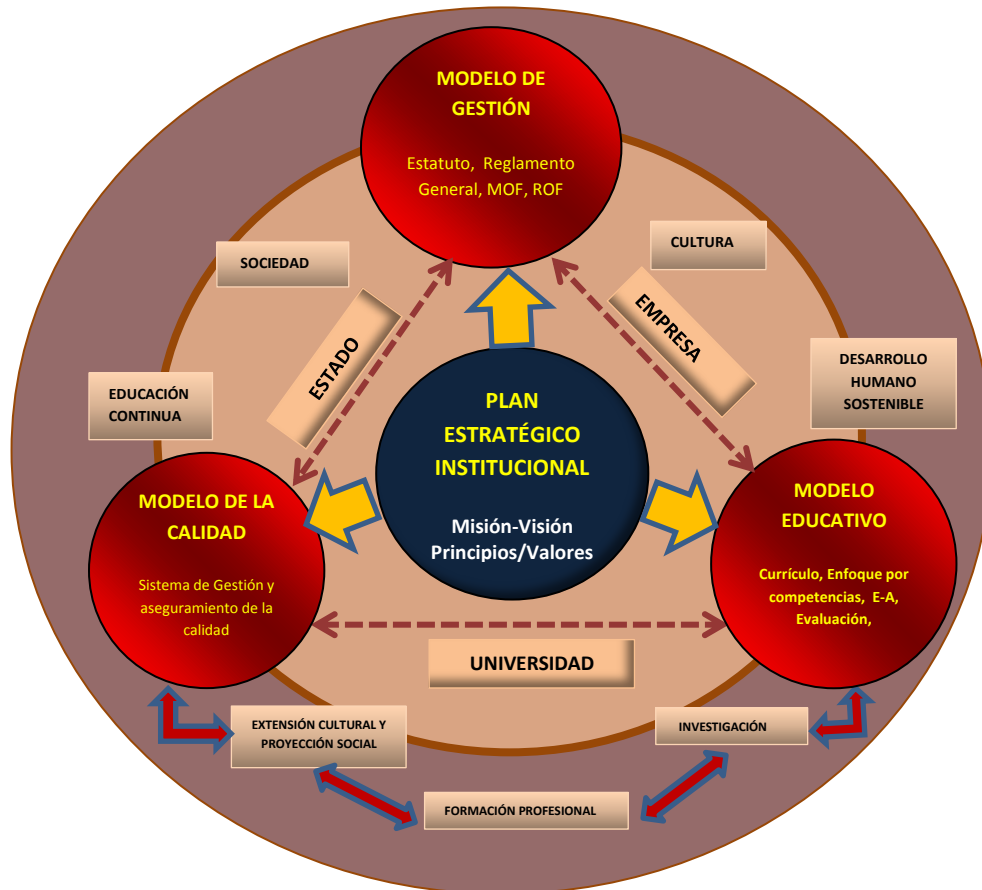 MODELO DE
GESTIÓN
Estatuto, Reglamento
General, MOF, ROF
CULTURA
SOCIEDAD
EMPRESA
ESTADO
DESARROLLO
HUMANO
SOSTENIBLE
EDUCACIÓN
CONTINUA
PLAN
ESTRATÉGICO
INSTITUCIONAL
Misión-Visión
Principios/Valores
MODELO DE LA
CALIDAD
Sistema de Gestión y
aseguramiento de la
calidad
MODELO
EDUCATIVO
Currículo, Enfoque por
competencias, E-A,
Evaluación,
UNIVERSIDAD
EXTENSIÓN CULTURAL Y
PROYECCIÓN SOCIAL
INVESTIGACIÓN
FORMACIÓN PROFESIONAL